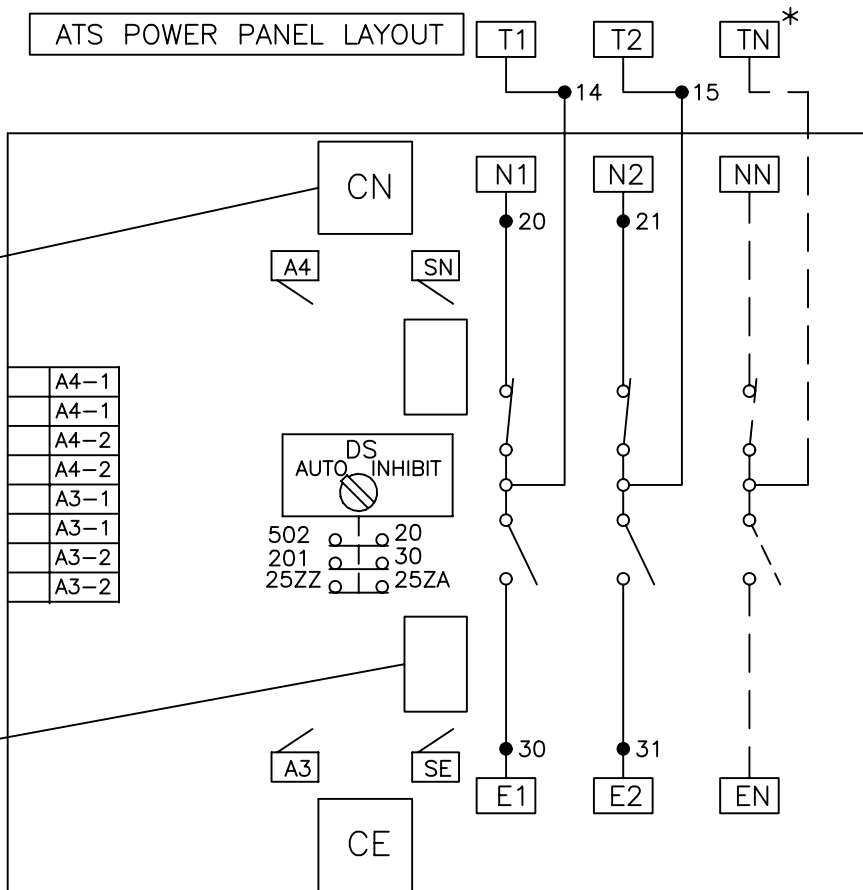 ATS POWER PANEL LAYOUT
T1
T2
TN *
14
15
CN
N1
N2
NN
20
21
A4
SN
A4-1
A4-1
A4-2
A4-2
A3-1
A3-1
A3-2
A3-2
DS
AUTO INHIBIT
502 20
201 30
25ZZ 25ZA
A3
SE
30
31
E1
E2
EN
CE